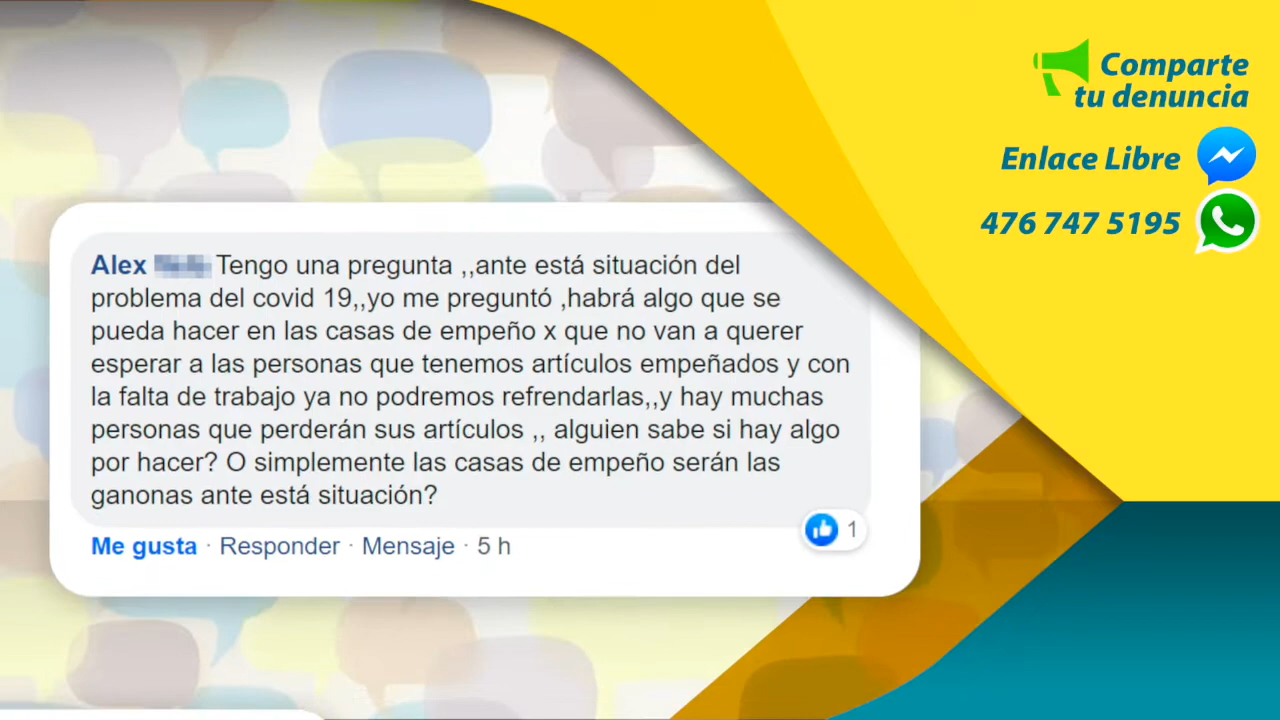 Comparte
tu denuncia
Enlace Libre
476 747 5195
Alex Tengo una pregunta ,,ante está situación del
problema del covid 19,,yo me preguntó ,habrá algo que se
pueda hacer en las casas de empeño x que no van a querer
esperar a las personas que tenemos artículos empeñados y con
la falta de trabajo ya no podremos refrendarlas,,y hay muchas
personas que perderán sus artículos ,, alguien sabe si hay algo
por hacer? O simplemente las casas de empeño serán las
ganonas ante está situación?
Me gusta · Responder · Mensaje · 5 h
1